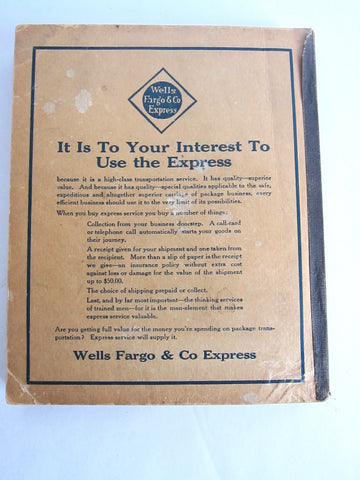 Wells
Fargo & Co
Express
It Is To Your Interest To
Use the Express
because it is a high-class transportation service. It has quality—superior
value. And because it has quality—special qualities applicable to the safe,
expeditious and altogether superior carriage of package business, every
efficient business should use it to the very limit of its possibilities.
When you buy express service you buy a number of things:
Collection from your business doorstep. A call-card
or telephone call automatically starts your goods on
their journey.
A receipt given for your shipment and one taken from
the recipient. More than a slip of paper is the receipt
we give—an insurance policy without extra cost
against loss or damage for the value of the shipment
up to $50.00.
The choice of shipping prepaid or collect.
Last, and by far most important—the thinking services
of trained men—for it is the man-element that makes
express service valuable.
Are you getting full value for the money you're spending on package trans-
portation? Express service will supply it.
Wells Fargo & Co Express